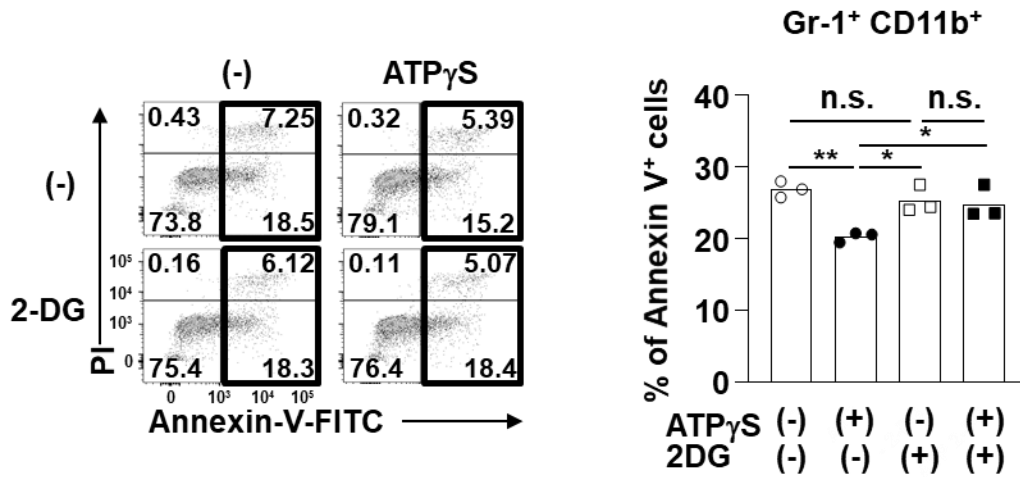 (-) ATPγS
0.43 7.25 0.32 5.39
(-)
73.8 18.5 79.1 15.2
0.16 6.12 0.11 5.07
10⁵
10⁴
10³
0
2-DG
PI
75.4 18.3 76.4 18.4
0 10³ 10⁴ 10⁵
Annexin-V-FITC
Gr-1⁺ CD11b⁺
% of Annexin V⁺ cells
40
30
20
10
0
n.s. n.s.
*
** *
ATPγS (-) (+) (-) (+)
2DG (-) (-) (+) (+)